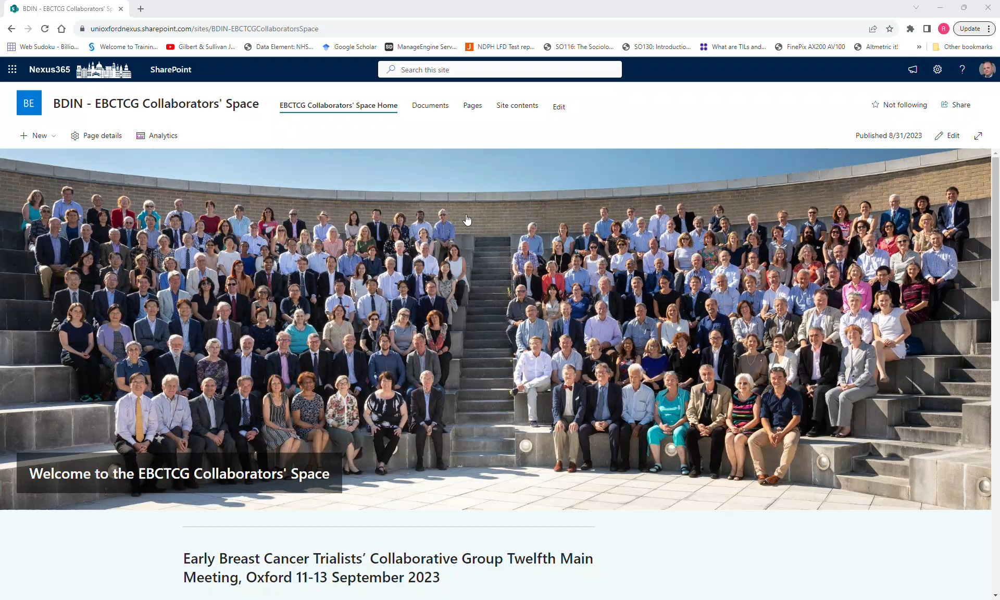 BDIN - EBCTCG Collaborators' Sp
unioxfordnexus.sharepoint.com/sites/BDIN-EBCTCGCollaboratorsSpace
R
Update
Web Sudoku - Billio...
Welcome to Trainin...
Gilbert & Sullivan J...
Data Element: NHS...
Google Scholar
SD
ManageEngine Serv...
J
NDPH LFD Test rep...
SO116: The Sociolo...
SO130: Introductio...
What are TILs and...
FinePix AX200 AV100
Altmetric it!
»
Other bookmarks
Nexus365
SharePoint
Search this site
?
BE
BDIN - EBCTCG Collaborators' Space
EBCTCG Collaborators' Space Home
Documents
Pages
Site contents
Edit
Not following
Share
New
Page details
Analytics
Published 8/31/2023
Edit
Welcome to the EBCTCG Collaborators' Space
Early Breast Cancer Trialists’ Collaborative Group Twelfth Main
Meeting, Oxford 11-13 September 2023